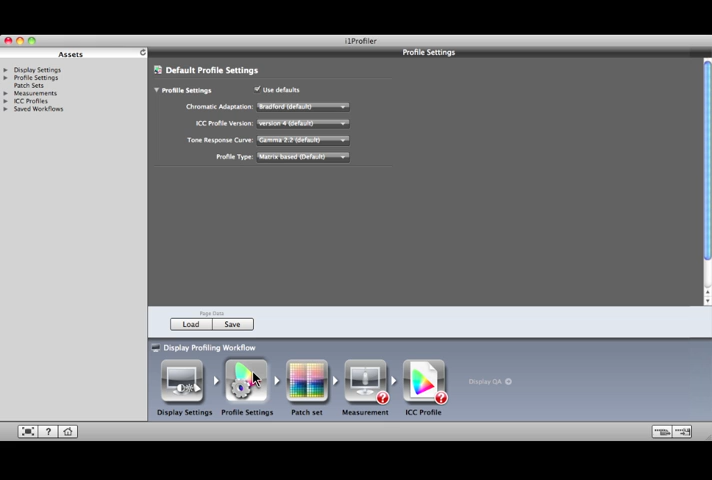 i1Profiler
Assets
Profile Settings
Display Settings
Profile Settings
Patch Sets
Measurements
ICC Profiles
Saved Workflows
Default Profile Settings
Profile Settings
Use defaults
Chromatic Adaptation: Bradford (default)
ICC Profile Version: version 4 (default)
Tone Response Curve: Gamma 2.2 (default)
Profile Type: Matrix based (Default)
Page Data
Load Save
Display Profiling Workflow
Display QA
Display Settings Profile Settings Patch set Measurement ICC Profile